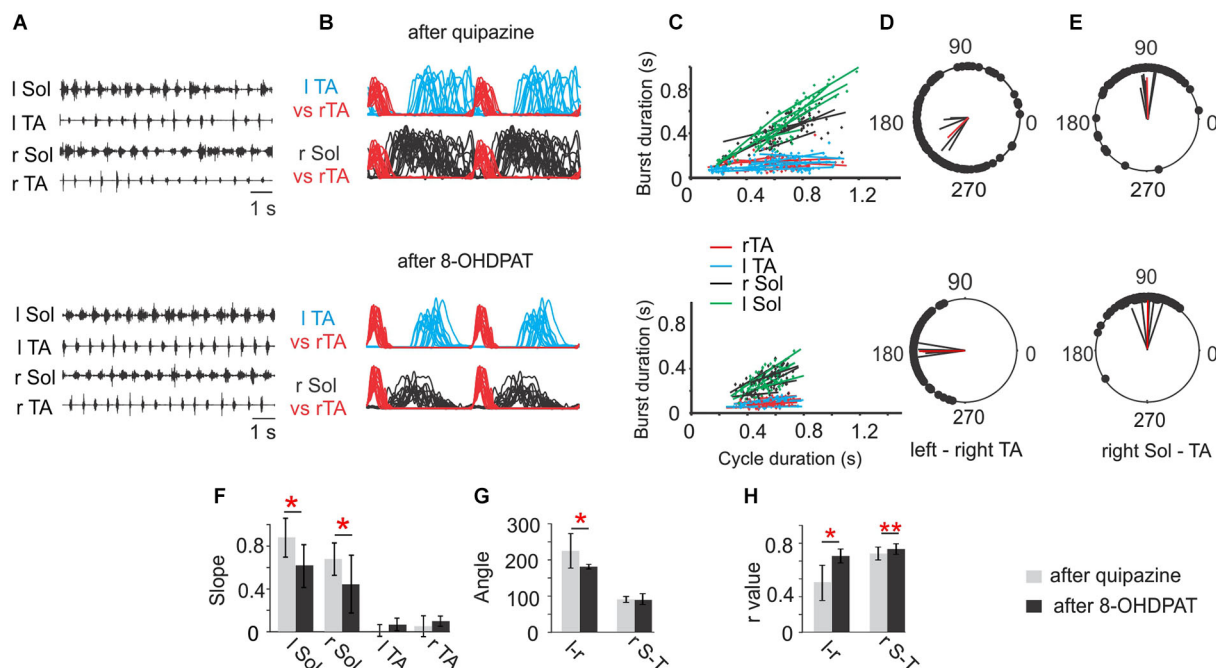 A
B
C
D
E
after quipazine
l Sol
l TA
r Sol
r TA
1 s
l TA
vs rTA
r Sol
vs rTA
Burst duration (s)
0.8
0.4
0
0 0.4 0.8 1.2
90
180
0
270
90
180
0
270
after 8-OHDPAT
l Sol
l TA
r Sol
r TA
1 s
l TA
vs rTA
r Sol
vs rTA
rTA
l TA
r Sol
l Sol
Burst duration (s)
0.8
0.4
0
0 0.4 0.8 1.2
Cycle duration (s)
90
180
0
270
left - right TA
90
180
0
270
right Sol - TA
F
Slope
0.8
0.4
0
* *
l Sol
r Sol
l TA
r TA
G
Angle
300
200
100
0
*
l-r
r S-T
H
r value
0.8
0.4
0
* **
l-r
r S-T
after quipazine
after 8-OHDPAT